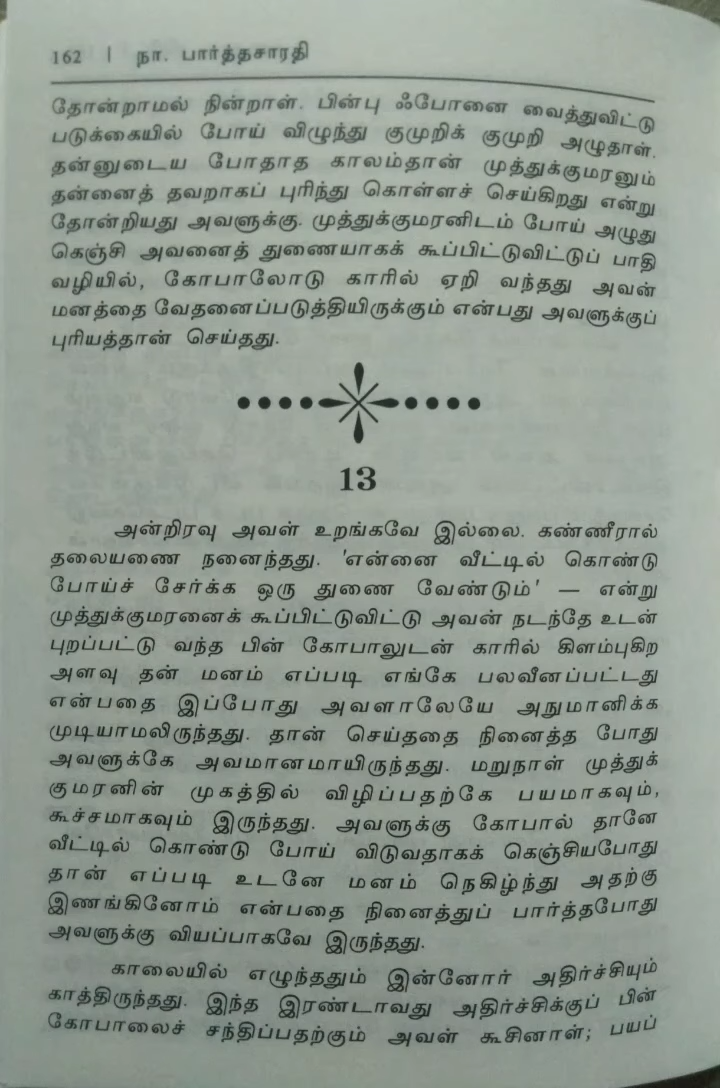 162 | நா. பார்த்தசாரதி
தோன்றாமல் நின்றாள். பின்பு ஃபோனை வைத்துவிட்டு
படுக்கையில் போய் விழுந்து குமுறிக் குமுறி அழுதாள்.
தன்னுடைய போதாத காலம்தான் முத்துக்குமரனும்
தன்னைத் தவறாகப் புரிந்து கொள்ளச் செய்கிறது என்று
தோன்றியது அவளுக்கு. முத்துக்குமரனிடம் போய் அழுது
கெஞ்சி அவனைத் துணையாகக் கூப்பிட்டுவிட்டுப் பாதி
வழியில், கோபாலோடு காரில் ஏறி வந்தது அவன்
மனத்தை வேதனைப்படுத்தியிருக்கும் என்பது அவளுக்குப்
புரியத்தான் செய்தது.
13
அன்றிரவு அவள் உறங்கவே இல்லை. கண்ணீரால்
தலையணை நனைந்தது. 'என்னை வீட்டில் கொண்டு
போய்ச் சேர்க்க ஒரு துணை வேண்டும்' — என்று
முத்துக்குமரனைக் கூப்பிட்டுவிட்டு அவன் நடந்தே உடன்
புறப்பட்டு வந்த பின் கோபாலுடன் காரில் கிளம்புகிற
அளவு தன் மனம் எப்படி எங்கே பலவீனப்பட்டது
என்பதை இப்போது அவளாலேயே அநுமானிக்க
முடியாமலிருந்தது. தான் செய்ததை நினைத்த போது
அவளுக்கே அவமானமாயிருந்தது. மறுநாள் முத்துக்
குமரனின் முகத்தில் விழிப்பதற்கே பயமாகவும்,
கூச்சமாகவும் இருந்தது. அவளுக்கு கோபால் தானே
வீட்டில் கொண்டு போய் விடுவதாகக் கெஞ்சியபோது
தான் எப்படி உடனே மனம் நெகிழ்ந்து அதற்கு
இணங்கினோம் என்பதை நினைத்துப் பார்த்தபோது
அவளுக்கு வியப்பாகவே இருந்தது.
காலையில் எழுந்ததும் இன்னோர் அதிர்ச்சியும்
காத்திருந்தது. இந்த இரண்டாவது அதிர்ச்சிக்குப் பின்
கோபாலைச் சந்திப்பதற்கும் அவள் கூசினாள்; பயப்